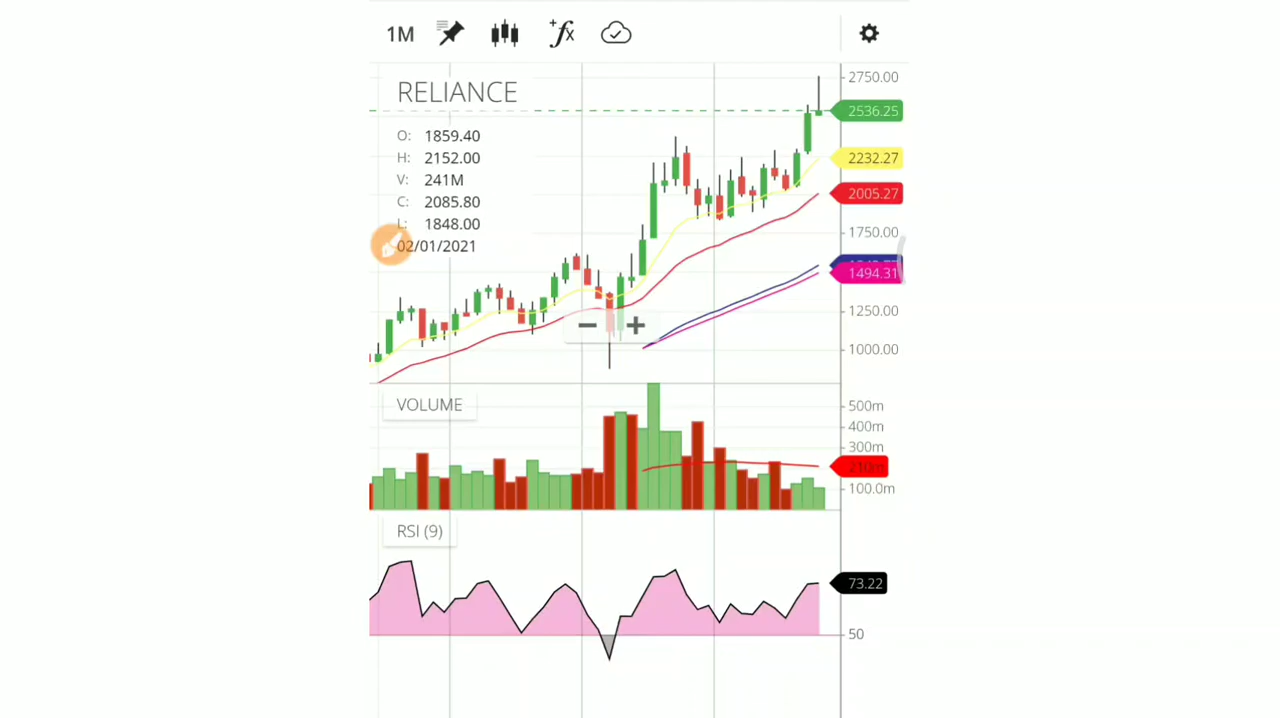 1M
RELIANCE
O: 1859.40
H: 2152.00
V: 241M
C: 2085.80
L: 1848.00
02/01/2021
2750.00
2536.25
2232.27
2005.27
1750.00
1494.31
1250.00
1000.00
VOLUME
500m
400m
300m
210m
100.0m
RSI (9)
73.22
50